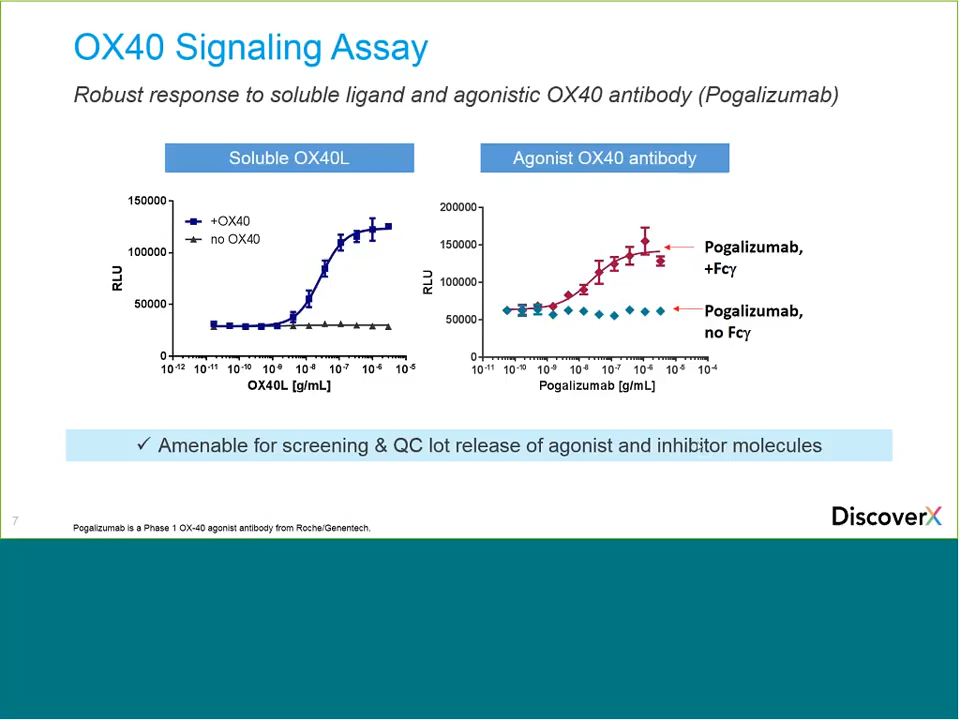 OX40 Signaling Assay
Robust response to soluble ligand and agonistic OX40 antibody (Pogalizumab)
Soluble OX40L
150000
100000
50000
0
RLU
+OX40
no OX40
10-12 10-11 10-10 10-9 10-8 10-7 10-6 10-5
OX40L [g/mL]
Agonist OX40 antibody
200000
150000
100000
50000
0
RLU
Pogalizumab,
+Fcγ
Pogalizumab,
no Fcγ
10-11 10-10 10-9 10-8 10-7 10-6 10-5 10-4
Pogalizumab [g/mL]
✓ Amenable for screening & QC lot release of agonist and inhibitor molecules
7
Pogalizumab is a Phase 1 OX-40 agonist antibody from Roche/Genentech.
DiscoverX